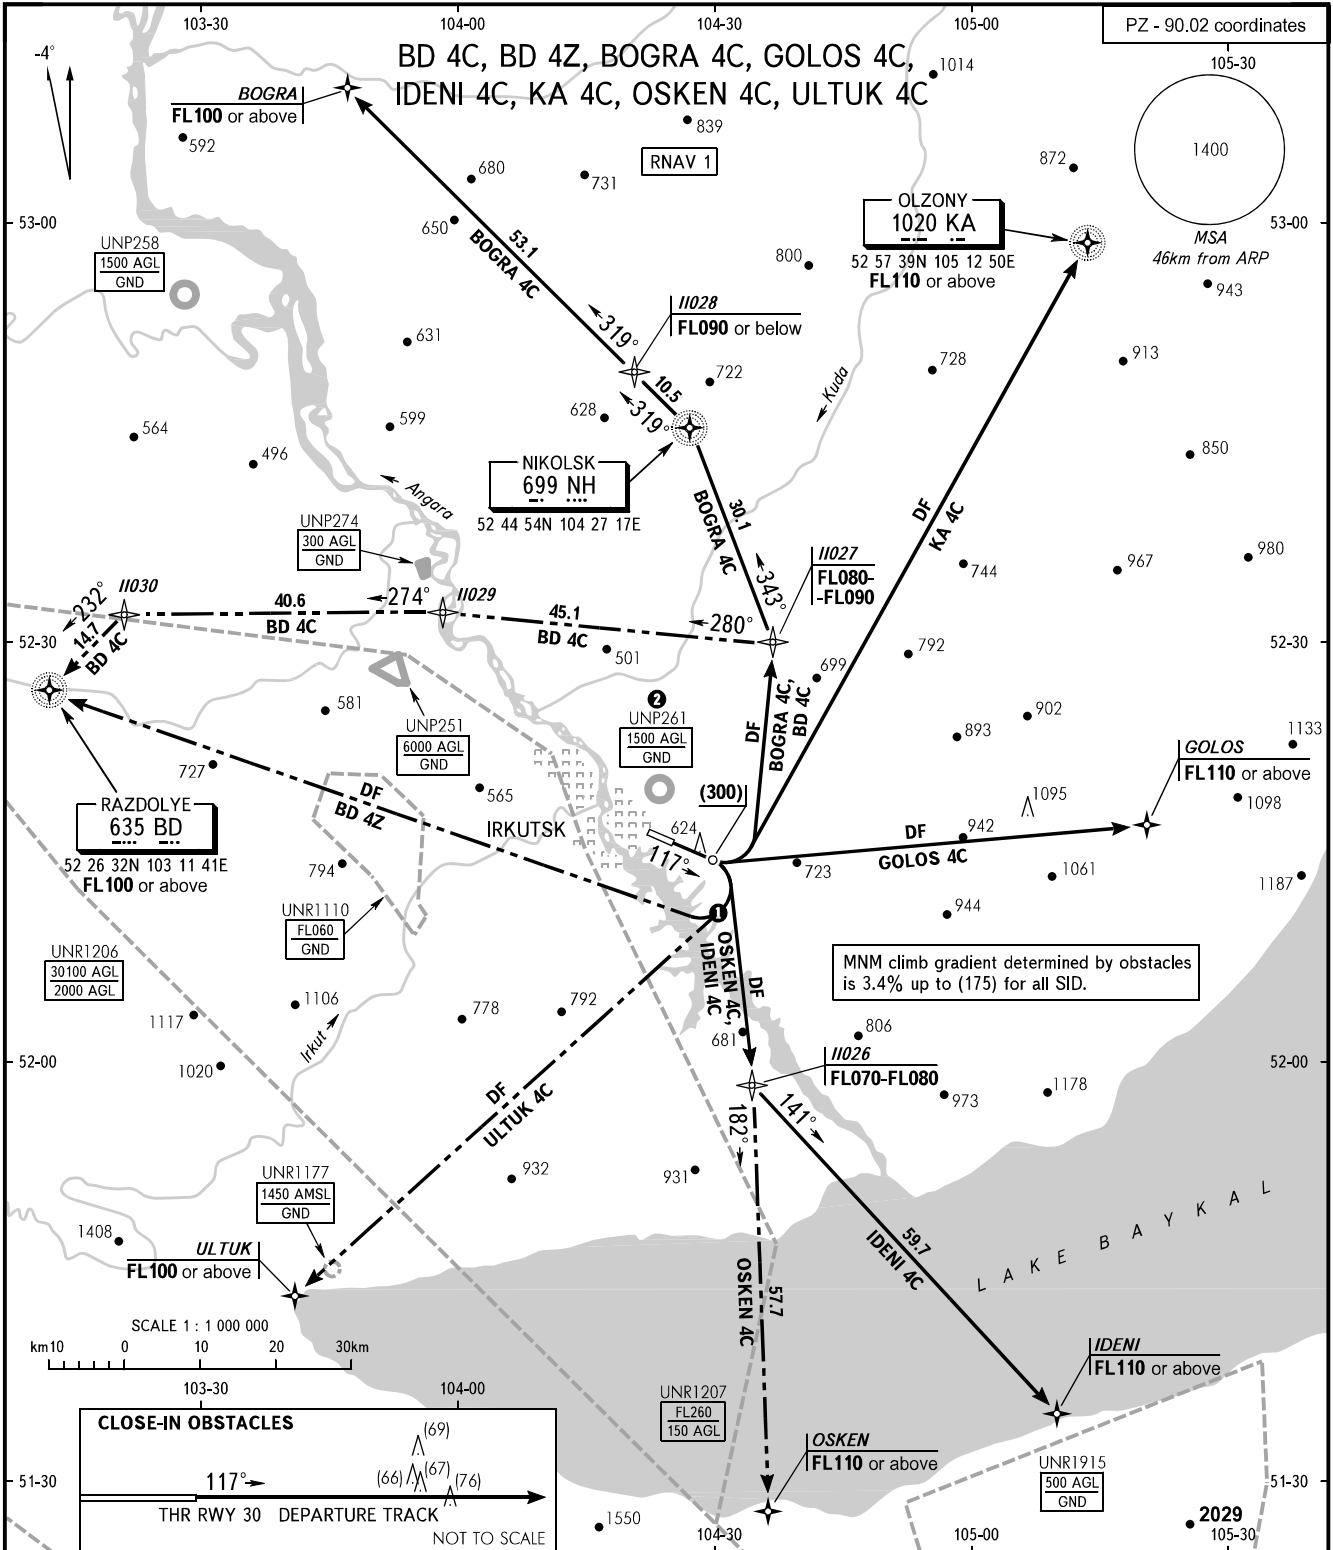 103-30
104-00
104-30
105-00
PZ - 90.02 coordinates
-4°
105-30
BD 4C, BD 4Z, BOGRA 4C, GOLOS 4C,
IDENI 4C, KA 4C, OSKEN 4C, ULTUK 4C
1014
BOGRA
FL100 or above
592
839
RNAV 1
680
731
872
1400
650
OLZONY
1020 KA
52 57 39N 105 12 50E
FL110 or above
53-00
53-00
MSA
46km from ARP
UNP258
1500 AGL
GND
53.1
BOGRA 4C
800
943
II028
FL090 or below
319°
631
722
728
913
10.5
319°
Kuda
628
599
564
496
850
NIKOLSK
699 NH
52 44 54N 104 27 17E
Angara
30.1
BOGRA 4C
DF
KA 4C
UNP274
300 AGL
GND
II027
FL080-
-FL090
744
967
980
343°
II030
232°
14.7
BD 4C
40.6
BD 4C
274°
II029
45.1
BD 4C
280°
52-30
52-30
501
792
699
581
UNP251
6000 AGL
GND
2
UNP261
1500 AGL
GND
DF
BOGRA 4C,
BD 4C
902
893
1133
GOLOS
FL110 or above
727
DF
BD 4Z
565
(300)
1095
1098
RAZDOLYE
635 BD
52 26 32N 103 11 41E
FL100 or above
IRKUTSK
624
117°
942
DF
GOLOS 4C
794
723
1061
1187
UNR1110
FL060
GND
1
944
UNR1206
30100 AGL
2000 AGL
OSKEN 4C,
IDENI 4C
DF
MNM climb gradient determined by obstacles
is 3.4% up to (175) for all SID.
1106
1117
778
792
Irkut
681
806
1020
52-00
52-00
II026
FL070-FL080
DF
ULTUK 4C
973
1178
182°
141°
932
931
UNR1177
1450 AMSL
GND
1408
ULTUK
FL100 or above
59.7
IDENI 4C
57.7
OSKEN 4C
LAKE BAYKAL
SCALE 1 : 1 000 000
km10 0 10 20 30km
IDENI
FL110 or above
103-30
104-00
UNR1207
FL260
150 AGL
CLOSE-IN OBSTACLES
(69)
(66)
(67)
(76)
117°
THR RWY 30 DEPARTURE TRACK
NOT TO SCALE
OSKEN
FL110 or above
UNR1915
500 AGL
GND
51-30
51-30
1550
2029
104-30
105-00
105-30